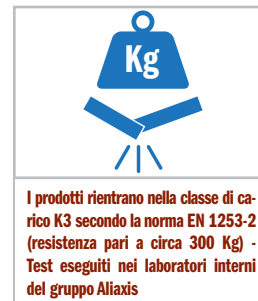 Kg
I prodotti rientrano nella classe di ca-
rico K3 secondo la norma EN 1253-2
(resistenza pari a circa 300 Kg) -
Test eseguiti nei laboratori interni
del gruppo Aliaxis